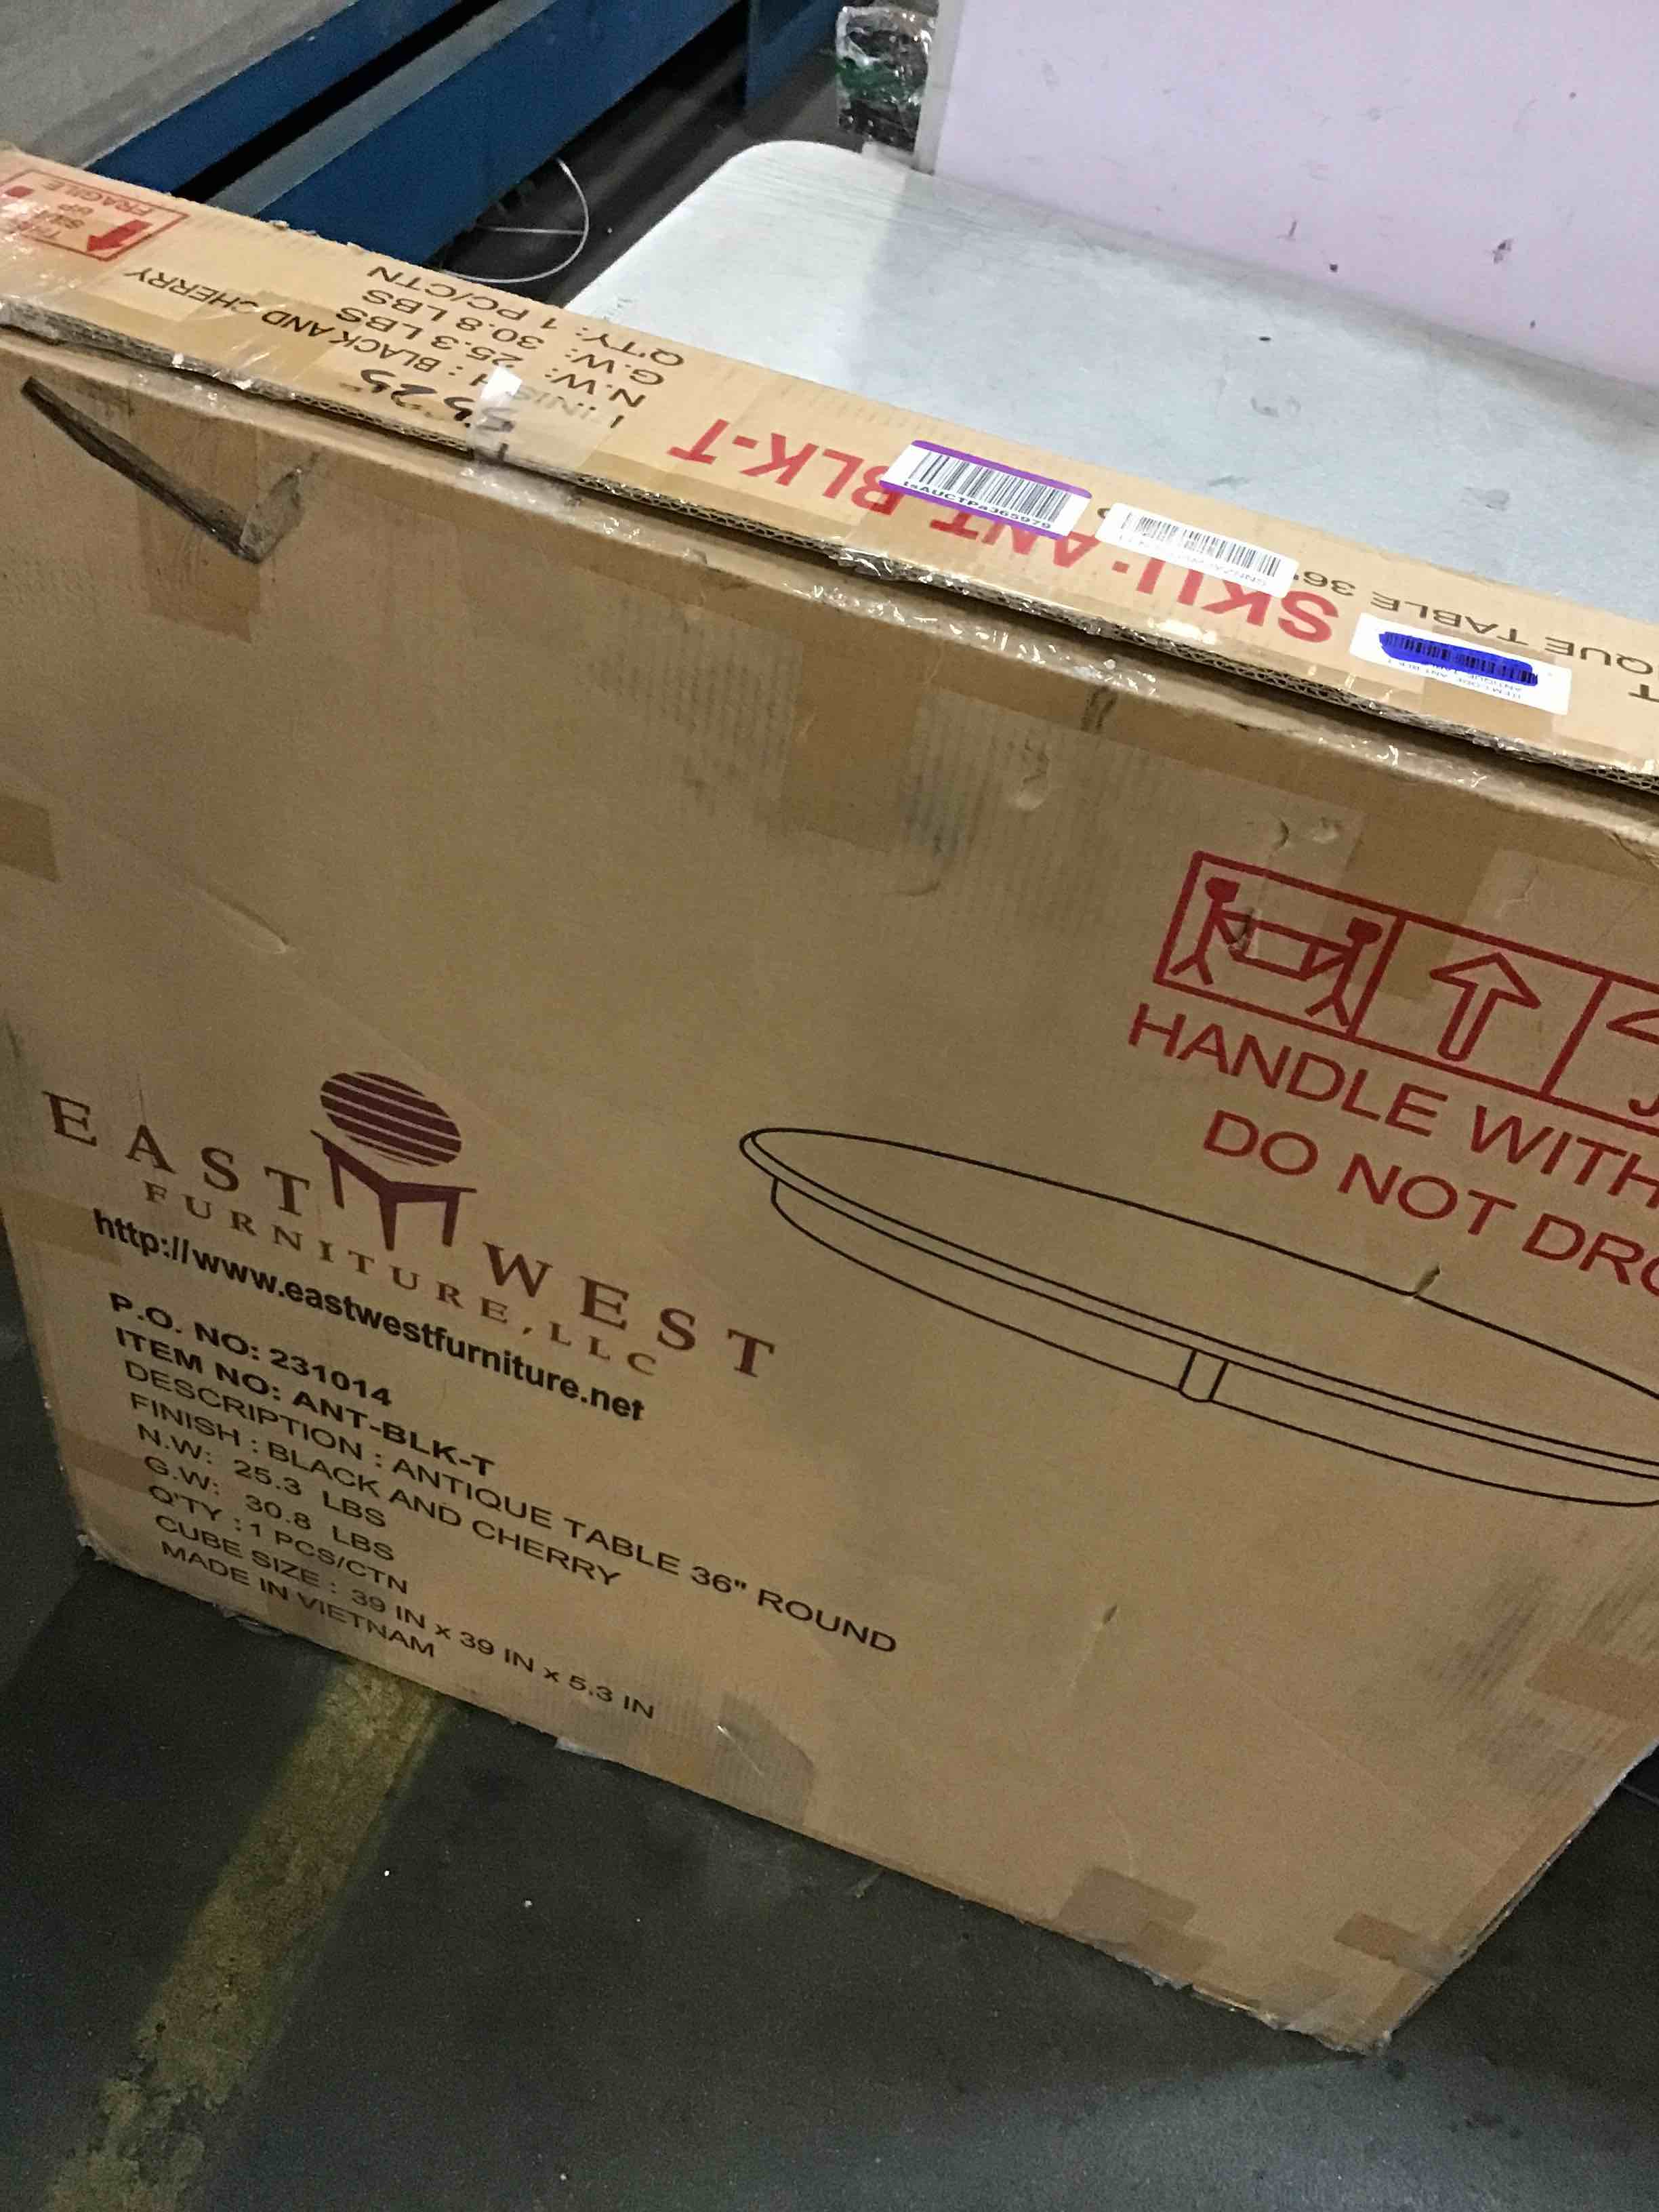 FRAGILE
THIS
SIDE
UP
SKU: ANT-BLK-T
QUE TABLE 36"
BLACK AND CHERRY
N.W: 25.3 LBS
G.W: 30.8 LBS
Q'TY: 1 PC/CTN
5525
tsAUCTPa365979
HANDLE WITH
DO NOT DRO
EAST WEST
FURNITURE, LLC
http://www.eastwestfurniture.net
P.O. NO: 231014
ITEM NO: ANT-BLK-T
DESCRIPTION : ANTIQUE TABLE 36" ROUND
FINISH : BLACK AND CHERRY
N.W: 25.3 LBS
G.W: 30.8 LBS
Q'TY : 1 PCS/CTN
CUBE SIZE : 39 IN x 39 IN x 5.3 IN
MADE IN VIETNAM